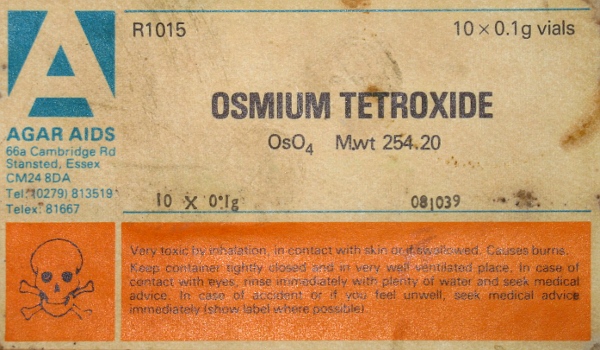 R1015
10 × 0.1g vials
A
AGAR AIDS
66a Cambridge Rd
Stansted, Essex
CM24 8DA
Tel: (0279) 813519
Telex: 81667
OSMIUM TETROXIDE
OsO₄ M.wt 254.20
10 X 0.1g
081039
Very toxic by inhalation, in contact with skin or if swallowed. Causes burns.
Keep container tightly closed and in very well ventilated place. In case of
contact with eyes, rinse immediately with plenty of water and seek medical
advice. In case of accident or if you feel unwell, seek medical advice
immediately (show label where possible).